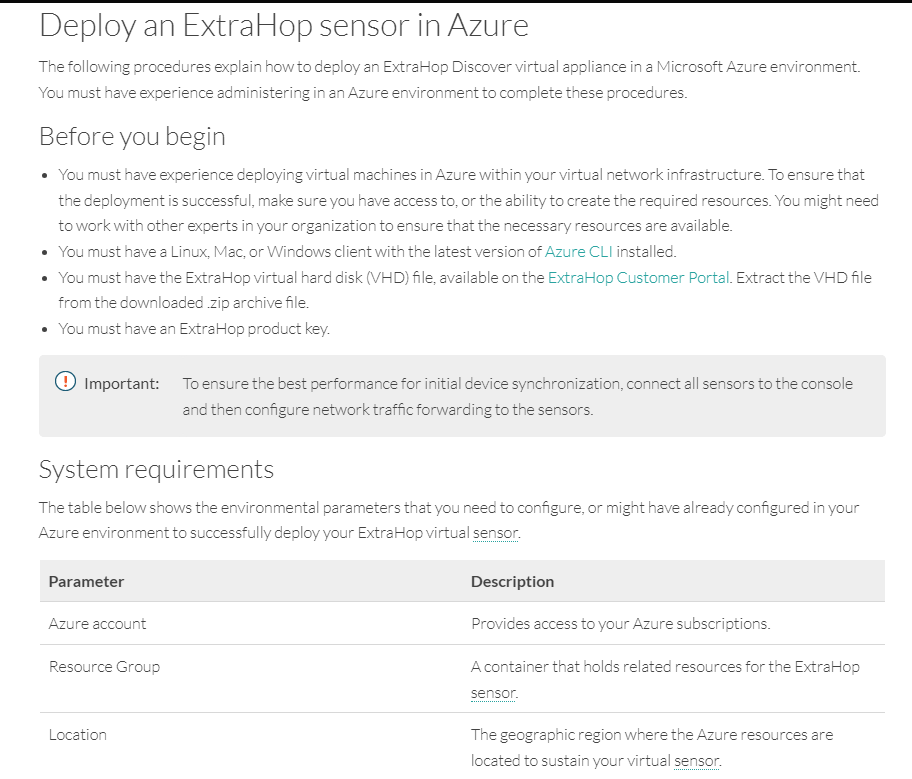 Deploy an ExtraHop sensor in Azure
The following procedures explain how to deploy an ExtraHop Discover virtual appliance in a Microsoft Azure environment.
You must have experience administering in an Azure environment to complete these procedures.
Before you begin
• You must have experience deploying virtual machines in Azure within your virtual network infrastructure. To ensure that
the deployment is successful, make sure you have access to, or the ability to create the required resources. You might need
to work with other experts in your organization to ensure that the necessary resources are available.
• You must have a Linux, Mac, or Windows client with the latest version of Azure CLI installed.
• You must have the ExtraHop virtual hard disk (VHD) file, available on the ExtraHop Customer Portal. Extract the VHD file
from the downloaded .zip archive file.
• You must have an ExtraHop product key.
! Important: To ensure the best performance for initial device synchronization, connect all sensors to the console
and then configure network traffic forwarding to the sensors.
System requirements
The table below shows the environmental parameters that you need to configure, or might have already configured in your
Azure environment to successfully deploy your ExtraHop virtual sensor.
Parameter Description
Azure account Provides access to your Azure subscriptions.
Resource Group A container that holds related resources for the ExtraHop
sensor.
Location The geographic region where the Azure resources are
located to sustain your virtual sensor.